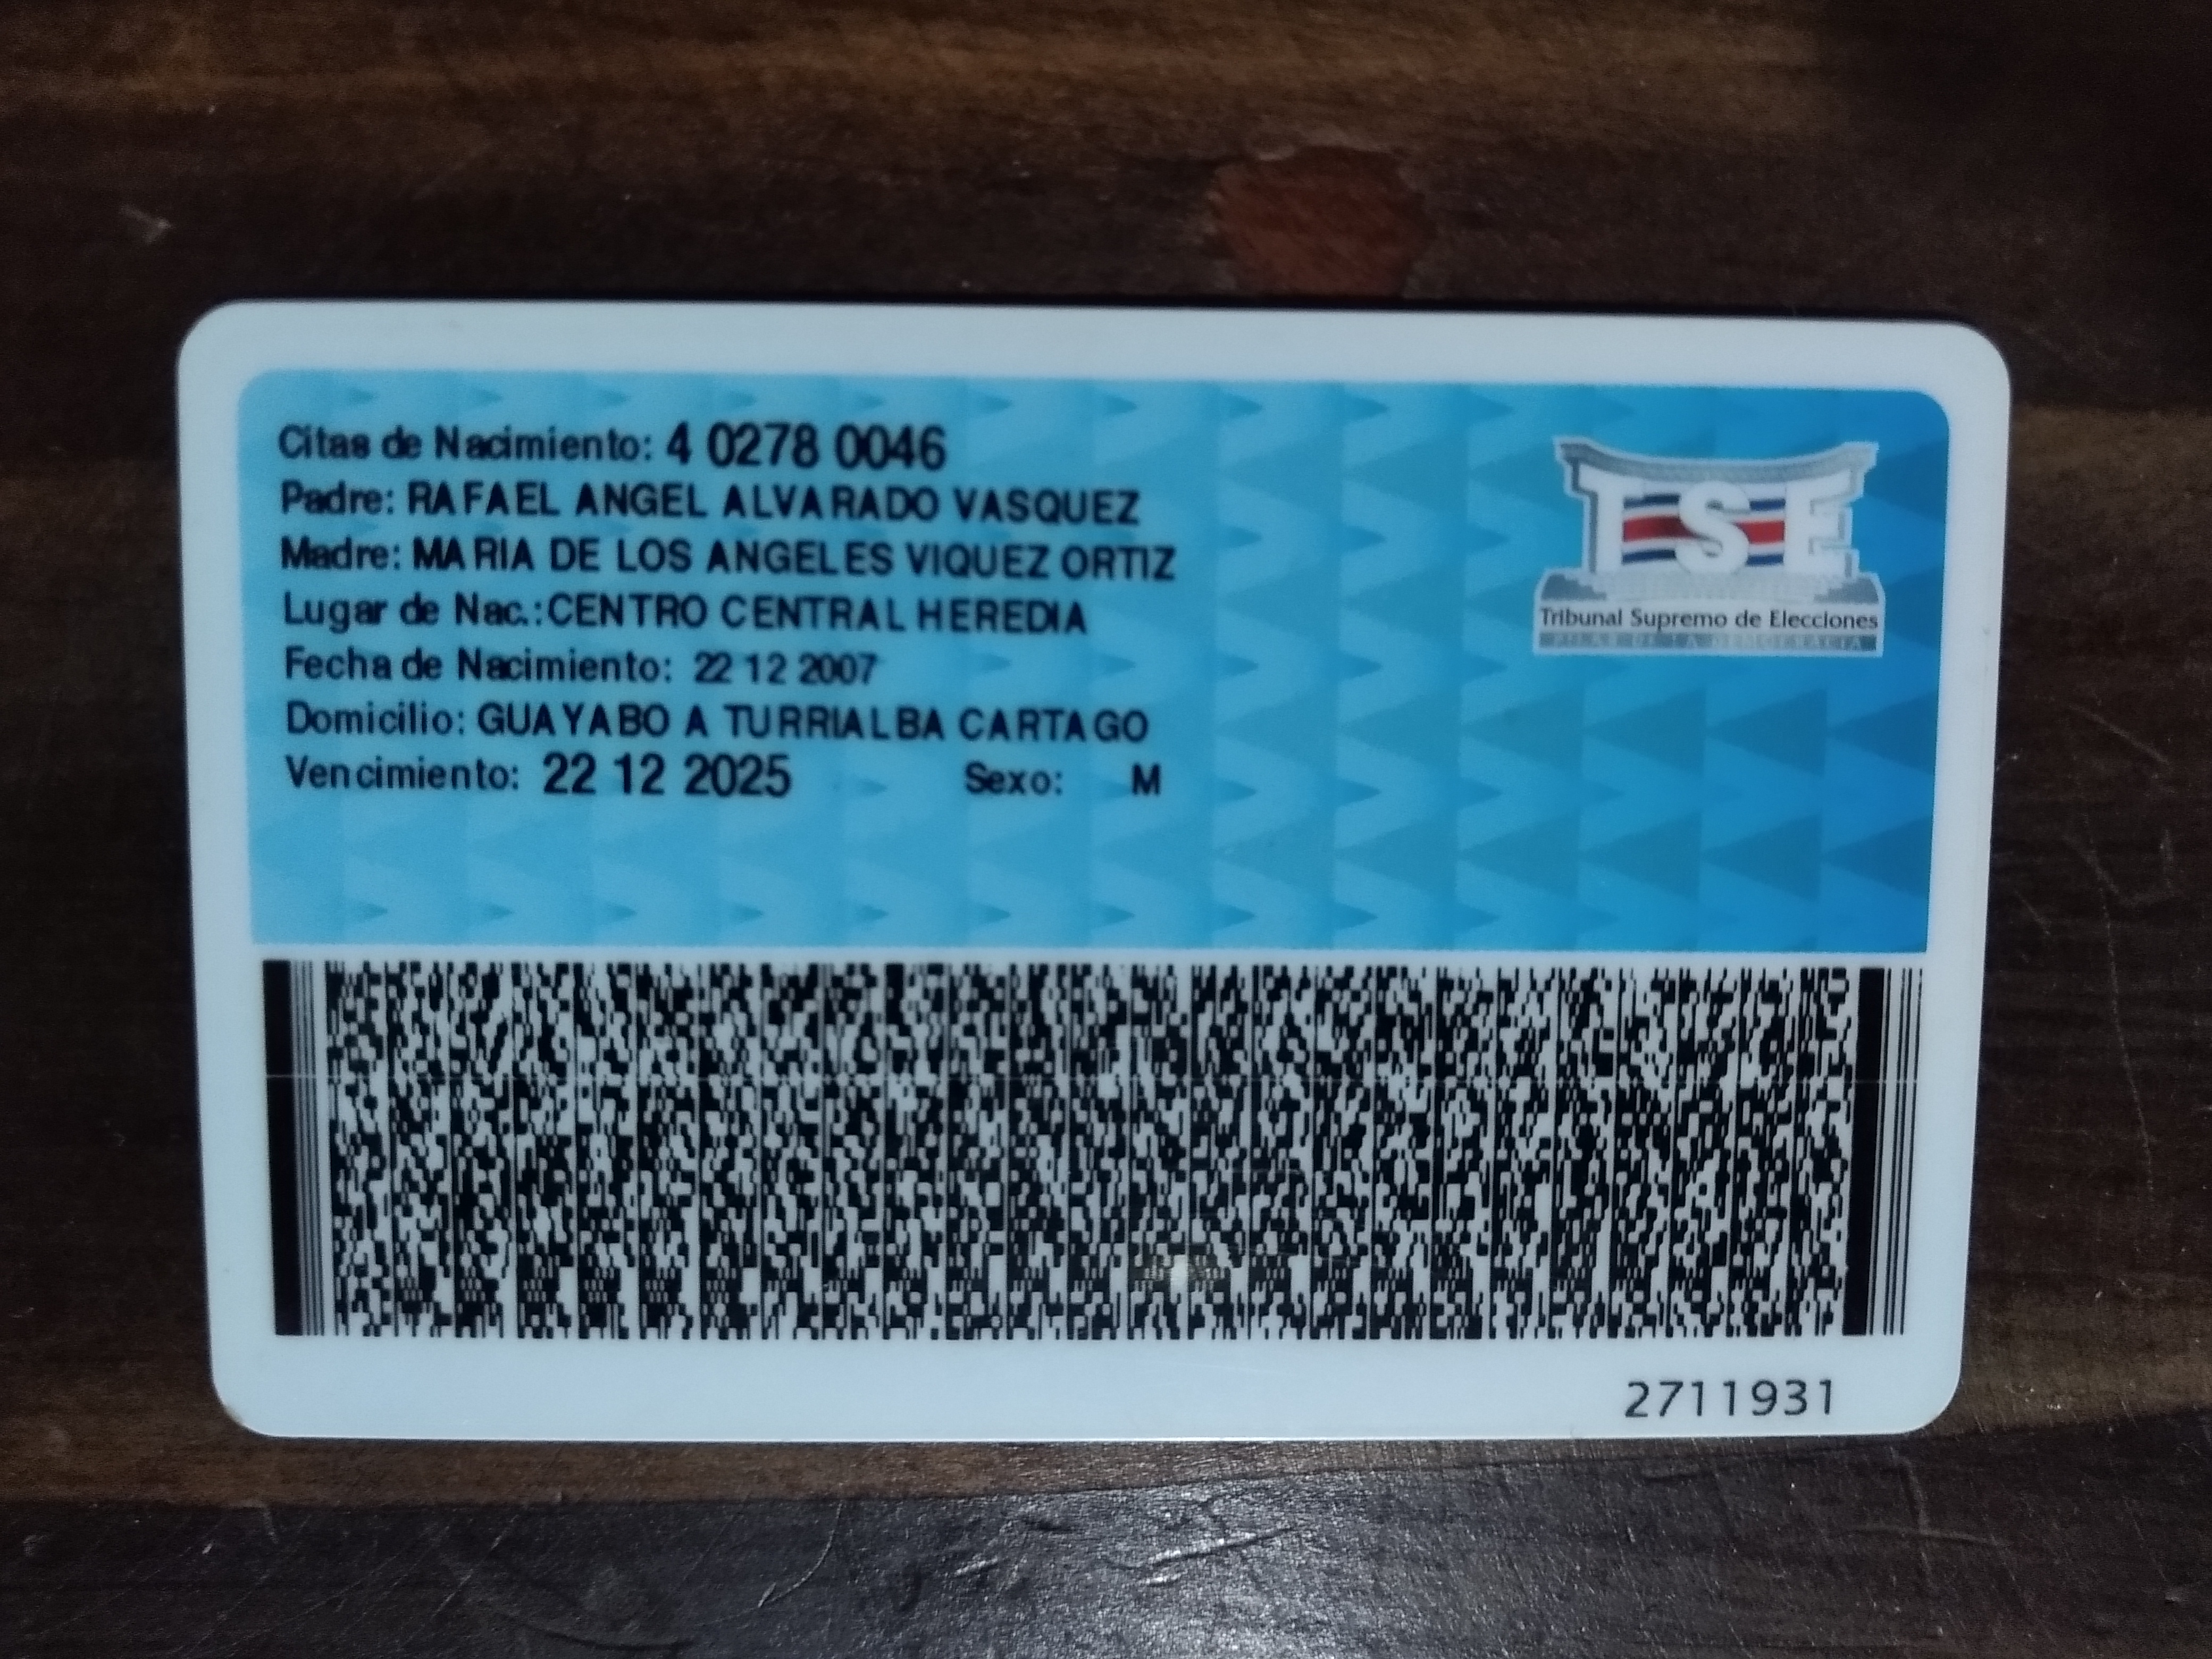 Citas de Nacimiento: 4 0278 0046
Padre: RAFAEL ANGEL ALVARADO VASQUEZ
Madre: MARIA DE LOS ANGELES VIQUEZ ORTIZ
Lugar de Nac.: CENTRO CENTRAL HEREDIA
Fecha de Nacimiento: 22 12 2007
Domicilio: GUAYABO A TURRIALBA CARTAGO
Vencimiento: 22 12 2025 Sexo: M
TSE
Tribunal Supremo de Elecciones
2711931